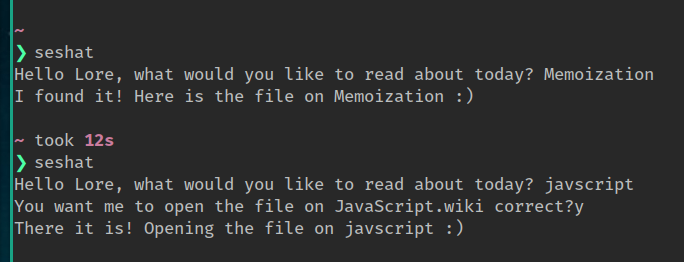 ~
❯ seshat
Hello Lore, what would you like to read about today? Memoization
I found it! Here is the file on Memoization :)
~ took 12s
❯ seshat
Hello Lore, what would you like to read about today? javscript
You want me to open the file on JavaScript.wiki correct?y
There it is! Opening the file on javscript :)